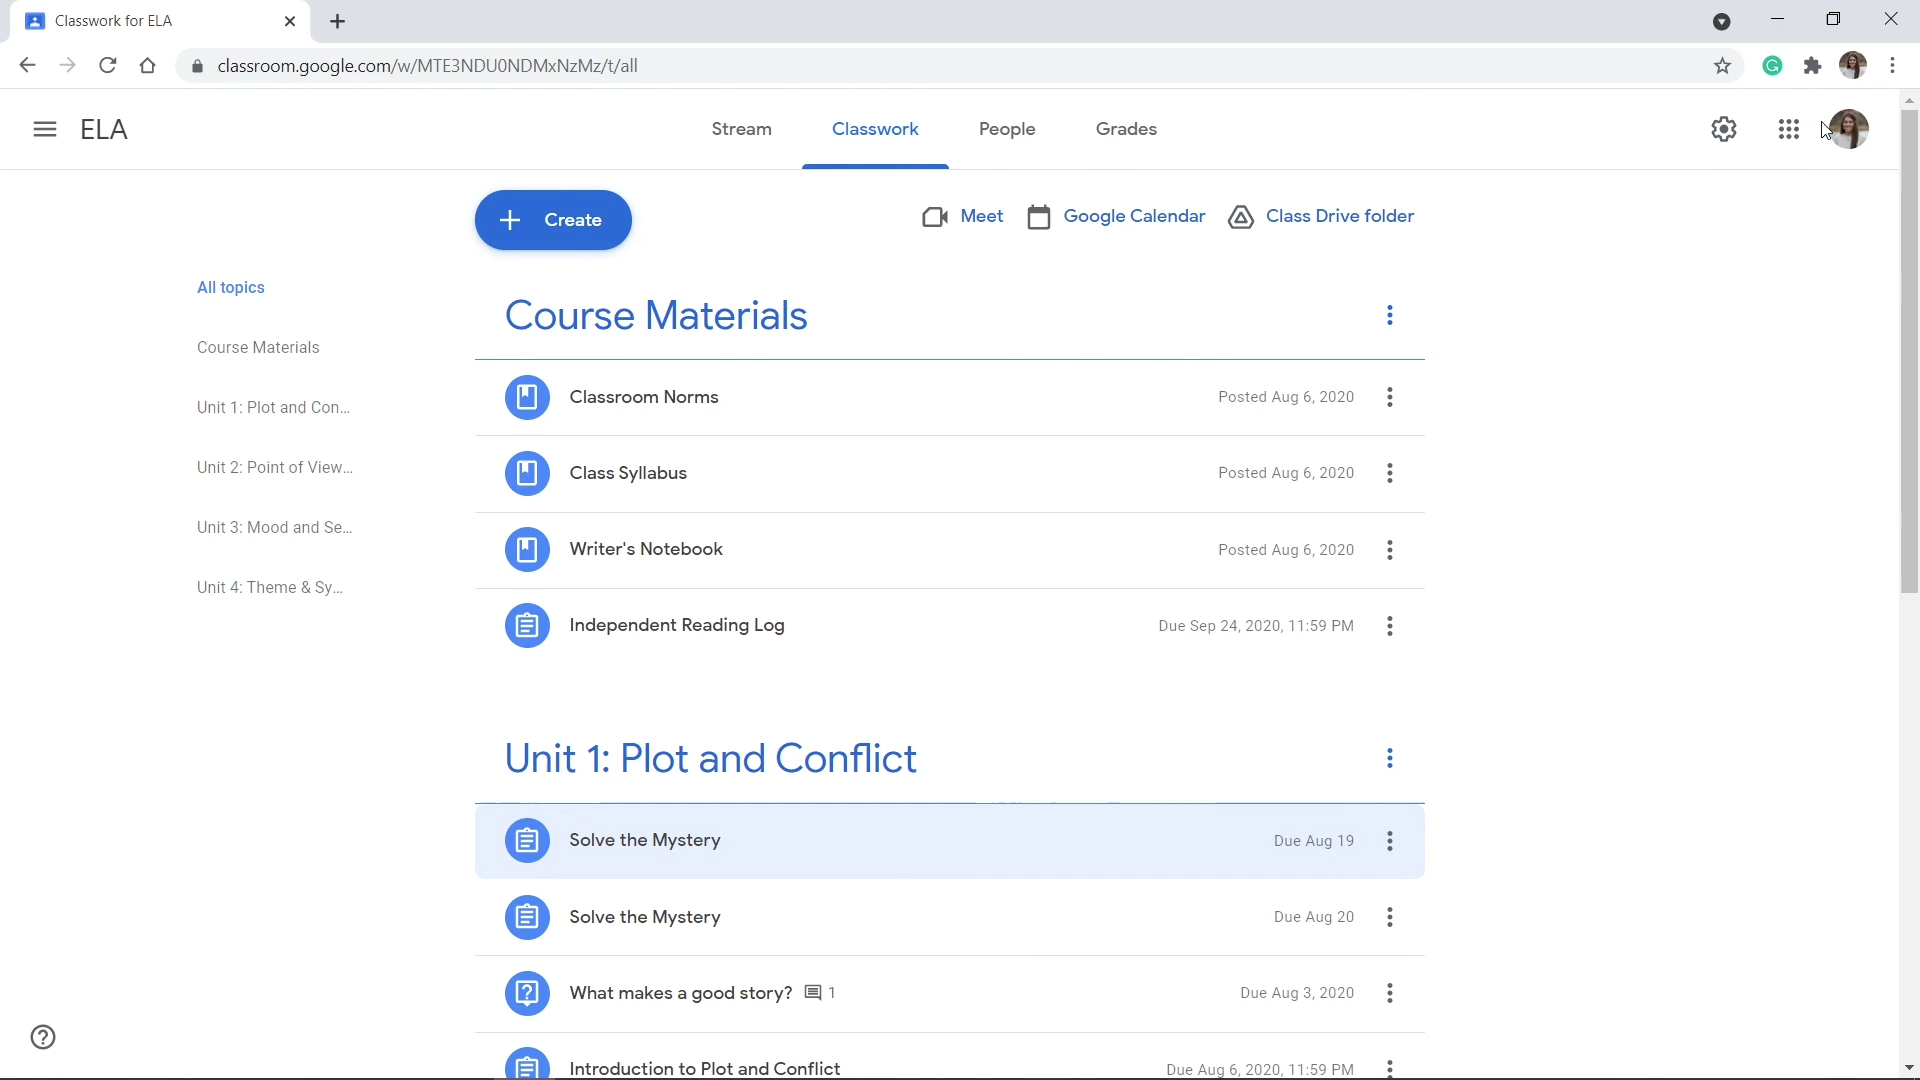 Classwork for ELA
classroom.google.com/w/MTE3NDU0NDMxNzMz/t/all
ELA
Stream
Classwork
People
Grades
Create
Meet
Google Calendar
Class Drive folder
All topics
Course Materials
Unit 1: Plot and Con...
Unit 2: Point of View...
Unit 3: Mood and Se...
Unit 4: Theme & Sy...
Course Materials
Classroom Norms Posted Aug 6, 2020
Class Syllabus Posted Aug 6, 2020
Writer's Notebook Posted Aug 6, 2020
Independent Reading Log Due Sep 24, 2020, 11:59 PM
Unit 1: Plot and Conflict
Solve the Mystery Due Aug 19
Solve the Mystery Due Aug 20
What makes a good story? 1 Due Aug 3, 2020
Introduction to Plot and Conflict Due Aug 6, 2020, 11:59 PM